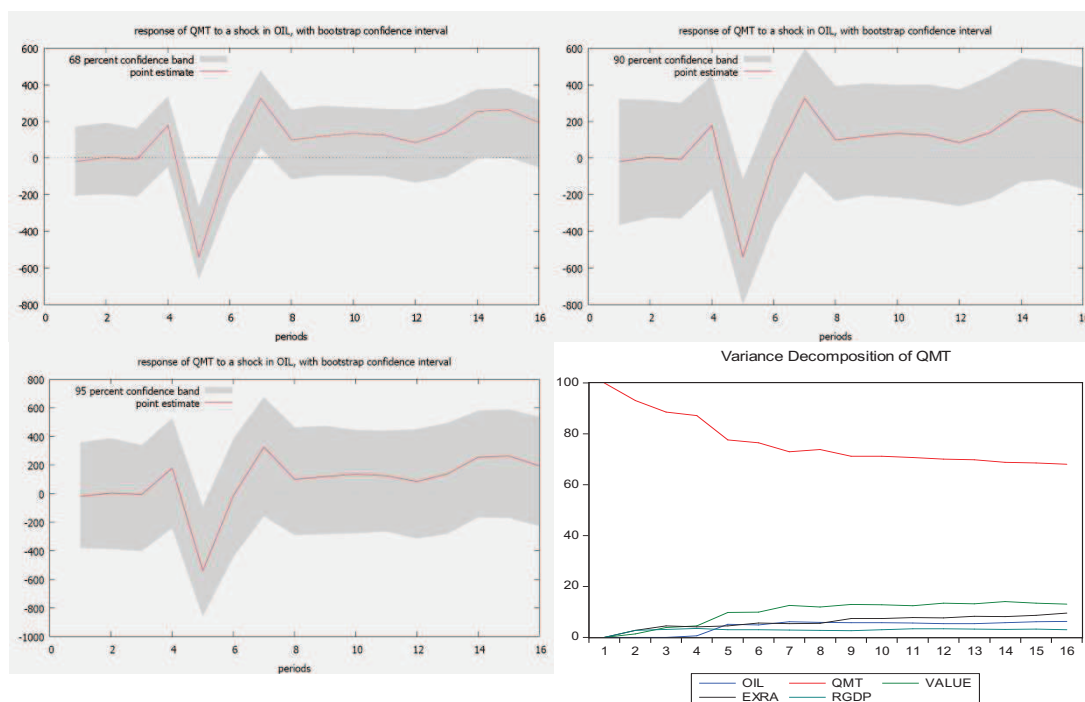 response of QMT to a shock in OIL, with bootstrap confidence interval
600
400
200
0
-200
-400
-600
-800
68 percent confidence band
point estimate
0 2 4 6 8 10 12 14 16
periods
response of QMT to a shock in OIL, with bootstrap confidence interval
600
400
200
0
-200
-400
-600
-800
90 percent confidence band
point estimate
0 2 4 6 8 10 12 14 16
periods
response of QMT to a shock in OIL, with bootstrap confidence interval
800
600
400
200
0
-200
-400
-600
-800
-1000
95 percent confidence band
point estimate
0 2 4 6 8 10 12 14 16
periods
Variance Decomposition of QMT
100
80
60
40
20
0
1 2 3 4 5 6 7 8 9 10 11 12 13 14 15 16
OIL QMT VALUE
EXRA RGDP